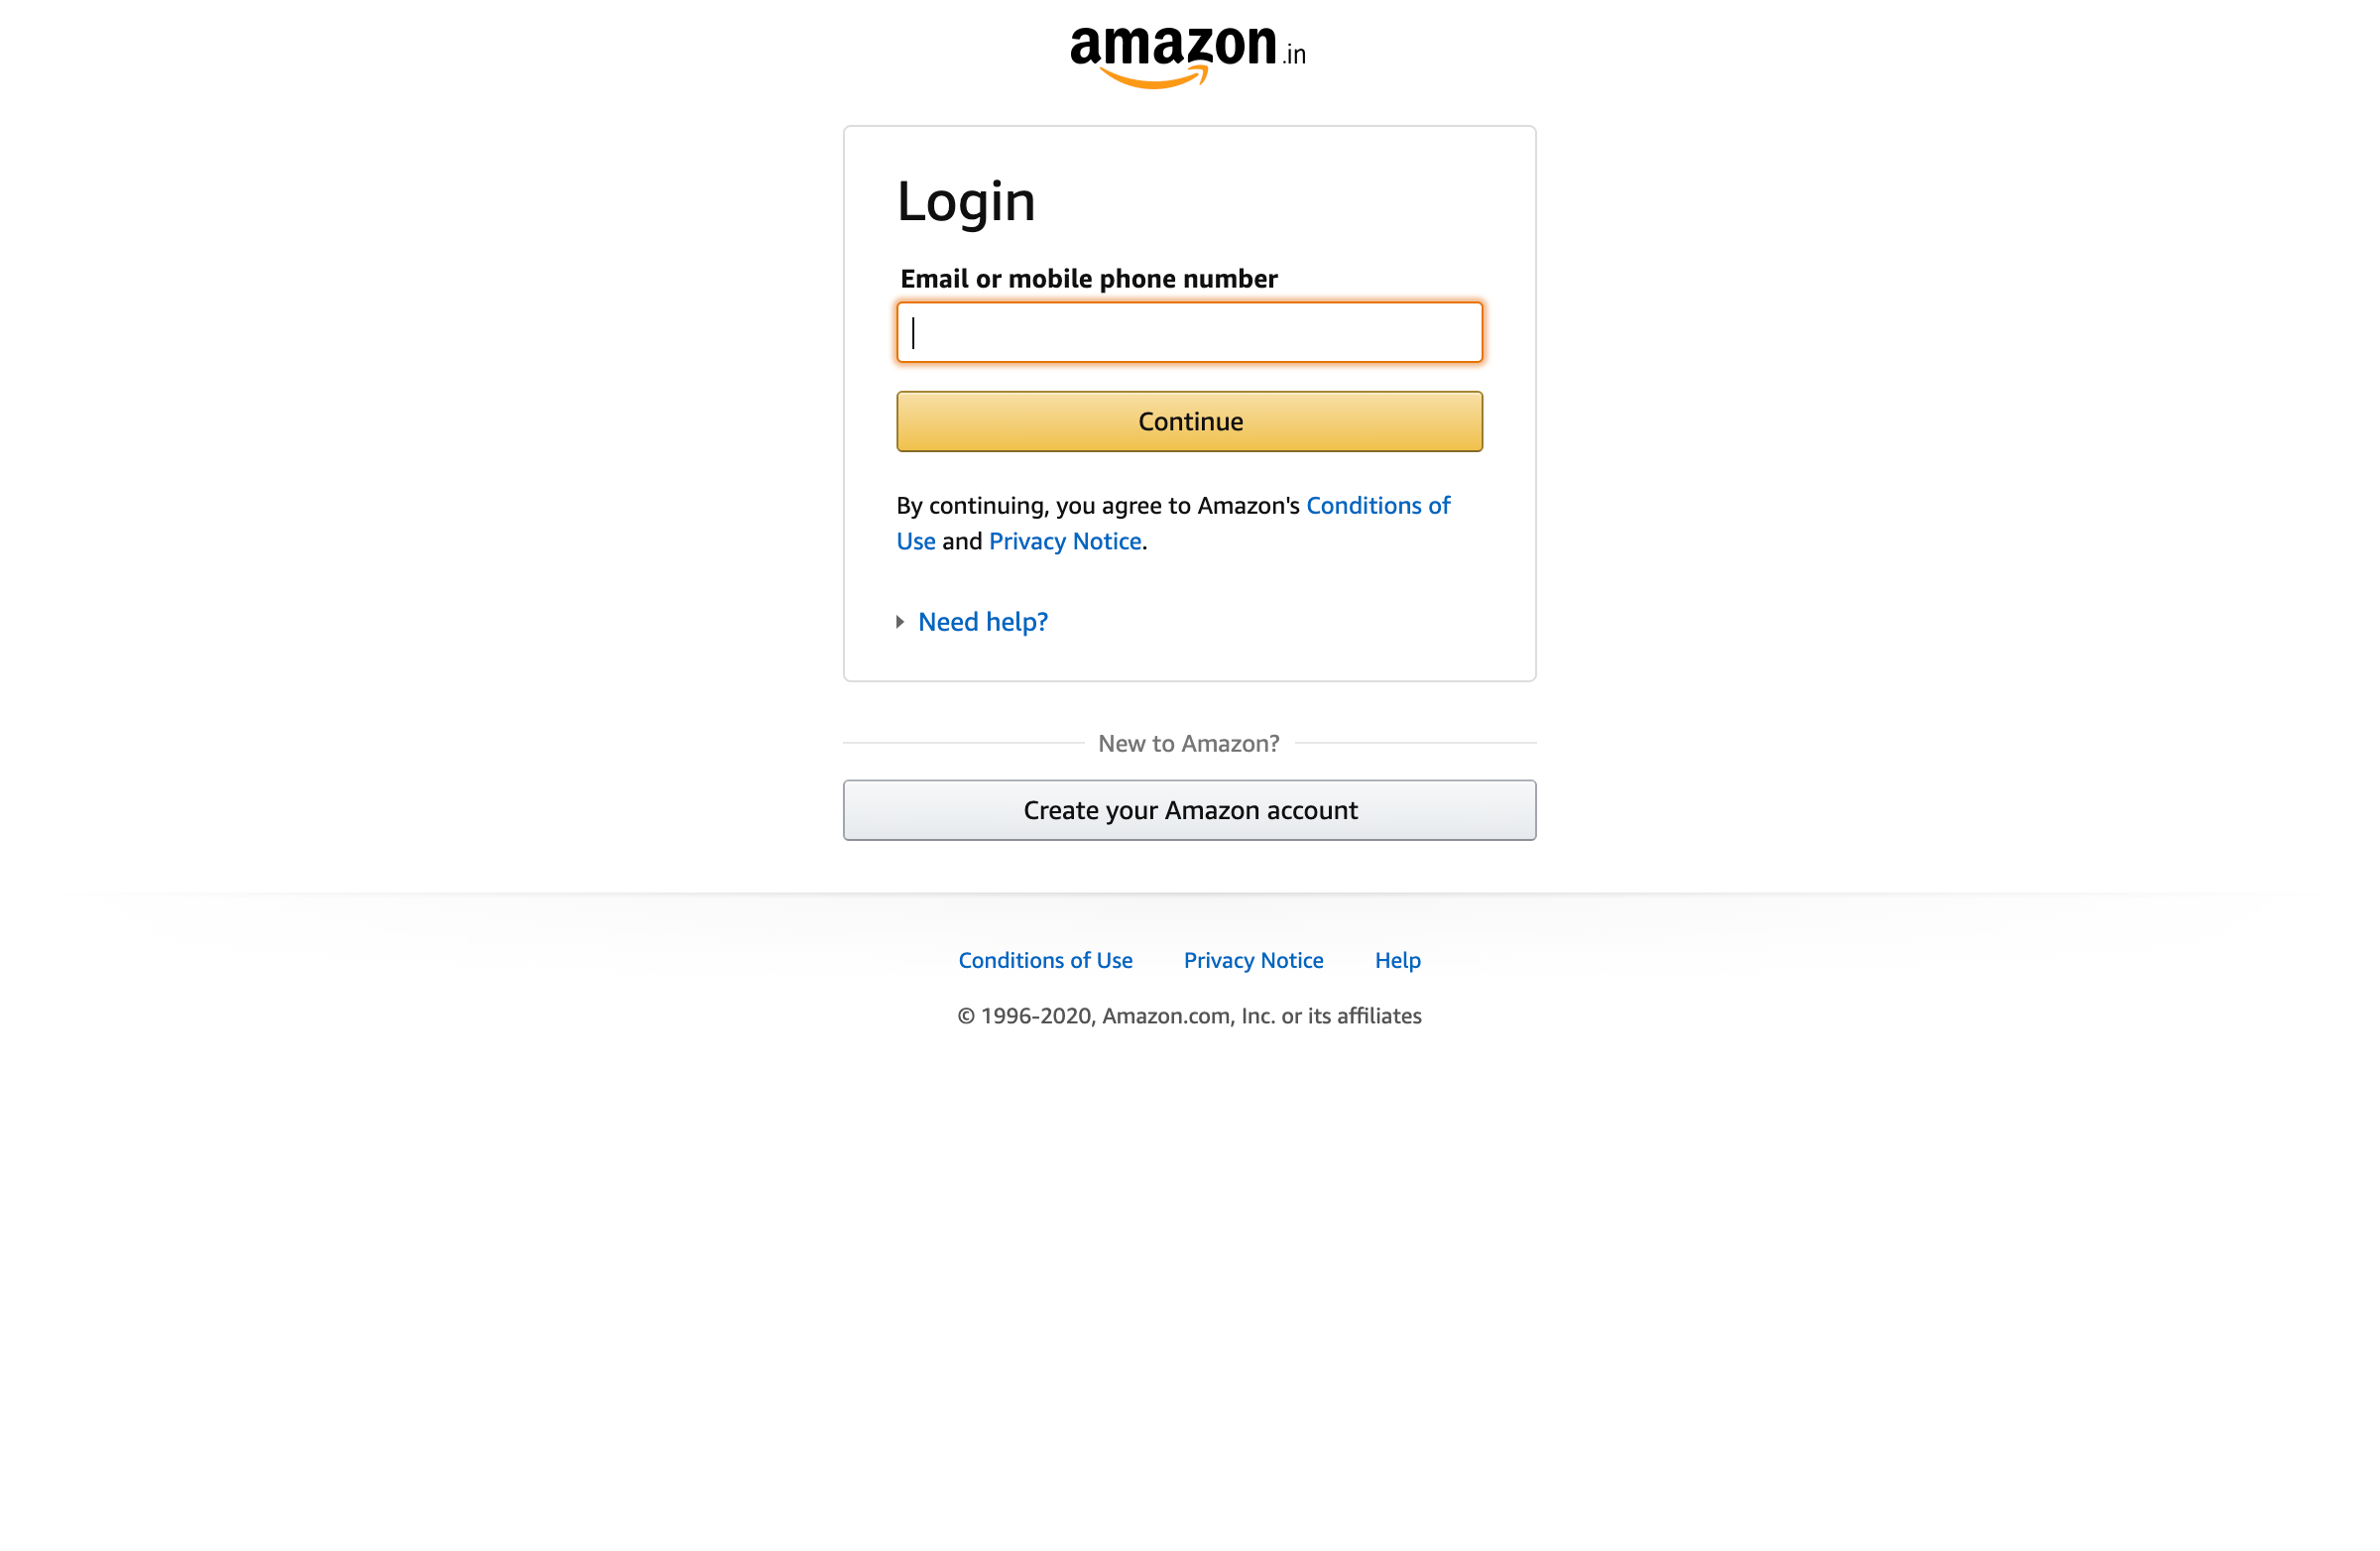 amazon.in
Login
Email or mobile phone number
Continue
By continuing, you agree to Amazon's Conditions of
Use and Privacy Notice.
Need help?
New to Amazon?
Create your Amazon account
Conditions of Use Privacy Notice Help
© 1996-2020, Amazon.com, Inc. or its affiliates